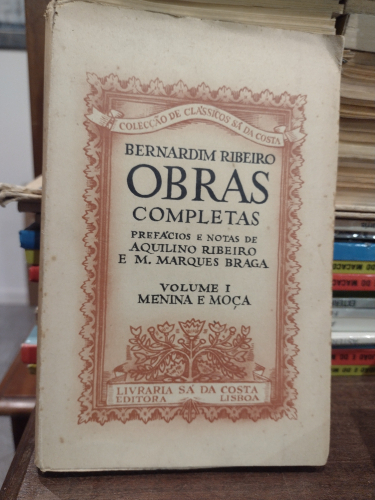 COLECÇÃO DE CLÁSSICOS SÁ DA COSTA
BERNARDIM RIBEIRO
OBRAS
COMPLETAS
PREFÁCIOS E NOTAS DE
AQUILINO RIBEIRO
E M. MARQUES BRAGA
VOLUME I
MENINA E MOÇA
LIVRARIA SÁ DA COSTA
EDITORA LISBOA